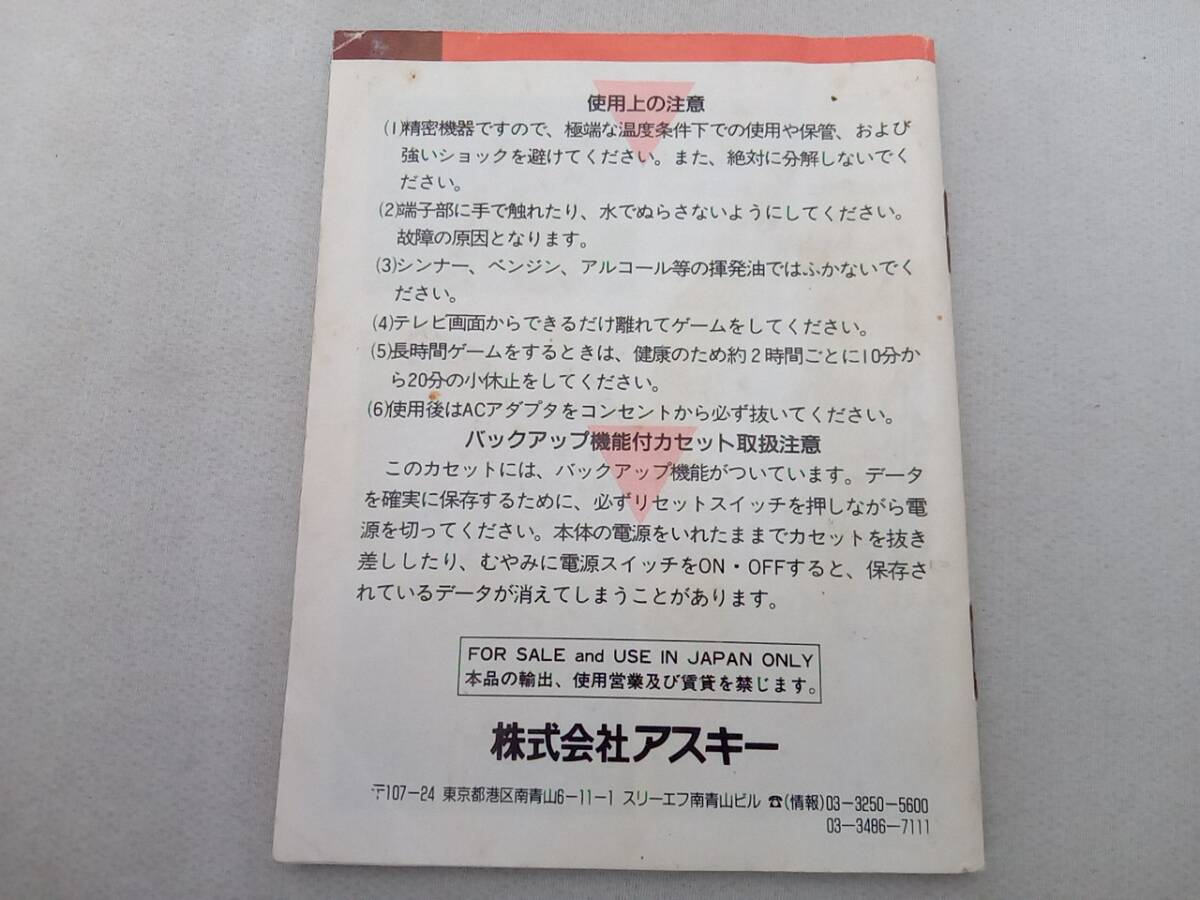 使用上の注意
(1)精密機器ですので、極端な温度条件下での使用や保管、および
強いショックを避けてください。また、絶対に分解しないでく
ださい。
(2)端子部に手で触れたり、水でぬらさないようにしてください。
故障の原因となります。
(3)シンナー、ベンジン、アルコール等の揮発油ではふかないでく
ださい。
(4)テレビ画面からできるだけ離れてゲームをしてください。
(5)長時間ゲームをするときは、健康のため約2時間ごとに10分か
ら20分の小休止をしてください。
(6)使用後はACアダプタをコンセントから必ず抜いてください。
バックアップ機能付カセット取扱注意
このカセットには、バックアップ機能がついています。データ
を確実に保存するために、必ずリセットスイッチを押しながら電
源を切ってください。本体の電源をいれたままでカセットを抜き
差ししたり、むやみに電源スイッチをON・OFFすると、保存さ
れているデータが消えてしまうことがあります。
FOR SALE and USE IN JAPAN ONLY
本品の輸出、使用営業及び賃貸を禁じます。
株式会社アスキー
〒107-24 東京都港区南青山6-11-1 スリーエフ南青山ビル ☎(情報)03-3250-5600
03-3486-7111